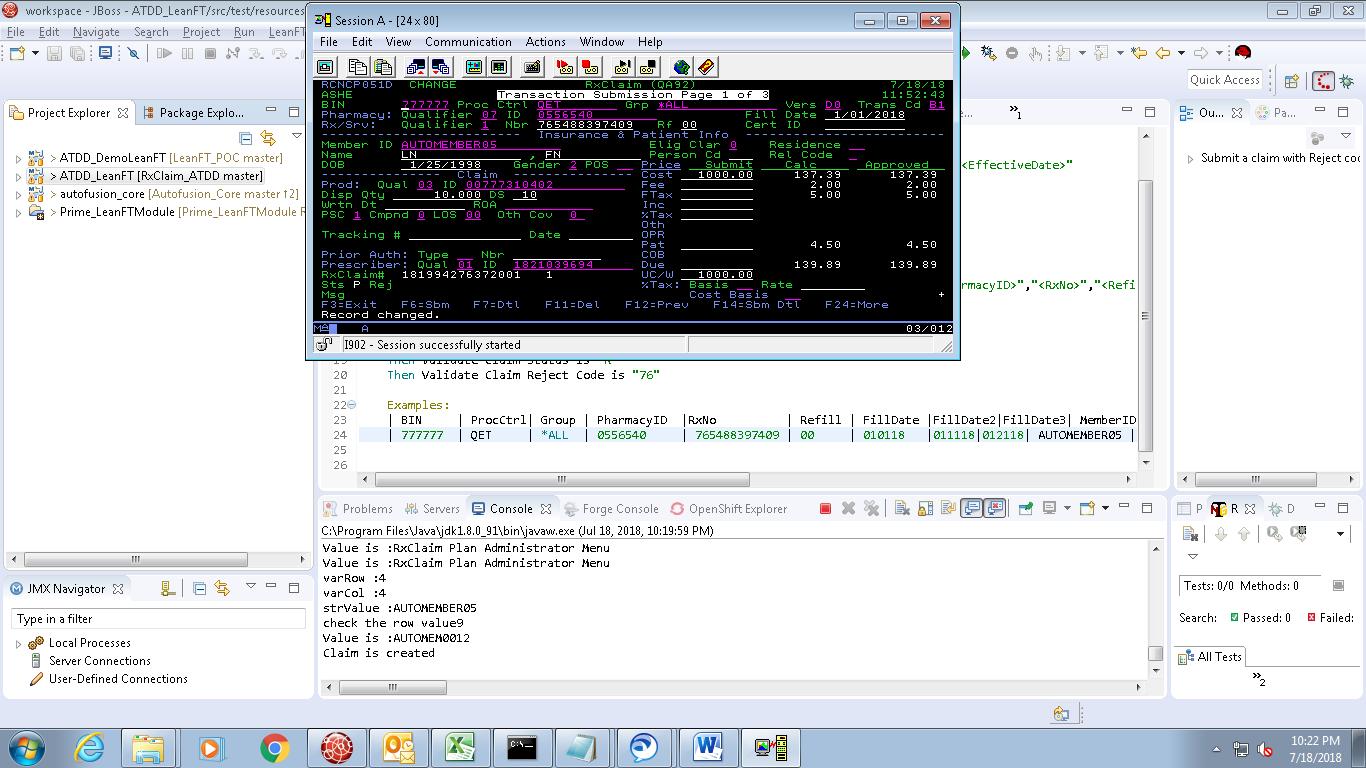 workspace - JBoss - ATDD_LeanFT/src/test/resources
File Edit Navigate Search Project Run LeanFT
Quick Access
Project Explorer Package Explo...
> ATDD_DemoLeanFT [LeanFT_POC master]
> ATDD_LeanFT [RxClaim_ATDD master]
> autofusion_core [Autofusion_Core master ↑2]
> Prime_LeanFTModule [Prime_LeanFTModule R
Session A - [24 x 80]
File Edit View Communication Actions Window Help
RCNCP051D CHANGE RxClaim (QA92) 7/18/18
ASHE Transaction Submission Page 1 of 3 11:52:43
BIN 777777 Proc Ctrl QET Grp *ALL Vers D0 Trans Cd B1
Pharmacy: Qualifier 07 ID 0556540 Fill Date 1/01/2018
Rx/Srv: Qualifier 1 Nbr 765488397409 Rf 00 Cert ID
Insurance & Patient Info
Member ID AUTOMEMBER05 Elig Clar 0 Residence
Name LN , FN Person Cd Rel Code
DOB 1/25/1998 Gender 2 POS Price Submit Calc Approved
Claim Cost 1000.00 137.39 137.39
Prod: Qual 03 ID 00777310402 Fee 2.00 2.00
Disp Qty 10.000 DS 10 FTax 5.00 5.00
Wrtn Dt ROA Inc
PSC 1 Cmpnd 0 LOS 00 Oth Cov 0 %Tax
Oth
Tracking # Date OPR
Pat 4.50 4.50
Prior Auth: Type Nbr COB
Prescriber: Qual 01 ID 1821039694 Due 139.89 139.89
RxClaim# 181994276372001 1 UC/W 1000.00
Sts P Rej %Tax: Basis Rate
Msg Cost Basis +
F3=Exit F6=Sbm F7=Dtl F11=Del F12=Prev F14=Sbm Dtl F24=More
Record changed.
MA A 03/012
I902 - Session successfully started
e... »1
<EffectiveDate>"
rmacyID>","<RxNo>","<Refi
19 Then Validate Claim Status is "R"
20 Then Validate Claim Reject Code is "76"
21
22 Examples:
23 | BIN | ProcCtrl| Group | PharmacyID |RxNo | Refill | FillDate |FillDate2|FillDate3| MemberID
24 | 777777 | QET | *ALL | 0556540 | 765488397409 | 00 | 010118 |011118|012118| AUTOMEMBER05 |
25
26
Ou... Pa...
Submit a claim with Reject co
Problems Servers Console Forge Console OpenShift Explorer
C:\Program Files\Java\jdk1.8.0_91\bin\javaw.exe (Jul 18, 2018, 10:19:59 PM)
Value is :RxClaim Plan Administrator Menu
Value is :RxClaim Plan Administrator Menu
varRow :4
varCol :4
strValue :AUTOMEMBER05
check the row value9
Value is :AUTOMEM0012
Claim is created
JMX Navigator
Type in a filter
Local Processes
Server Connections
User-Defined Connections
P R D
Tests: 0/0 Methods: 0
Search: Passed: 0 Failed:
All Tests
»2
10:22 PM
7/18/2018